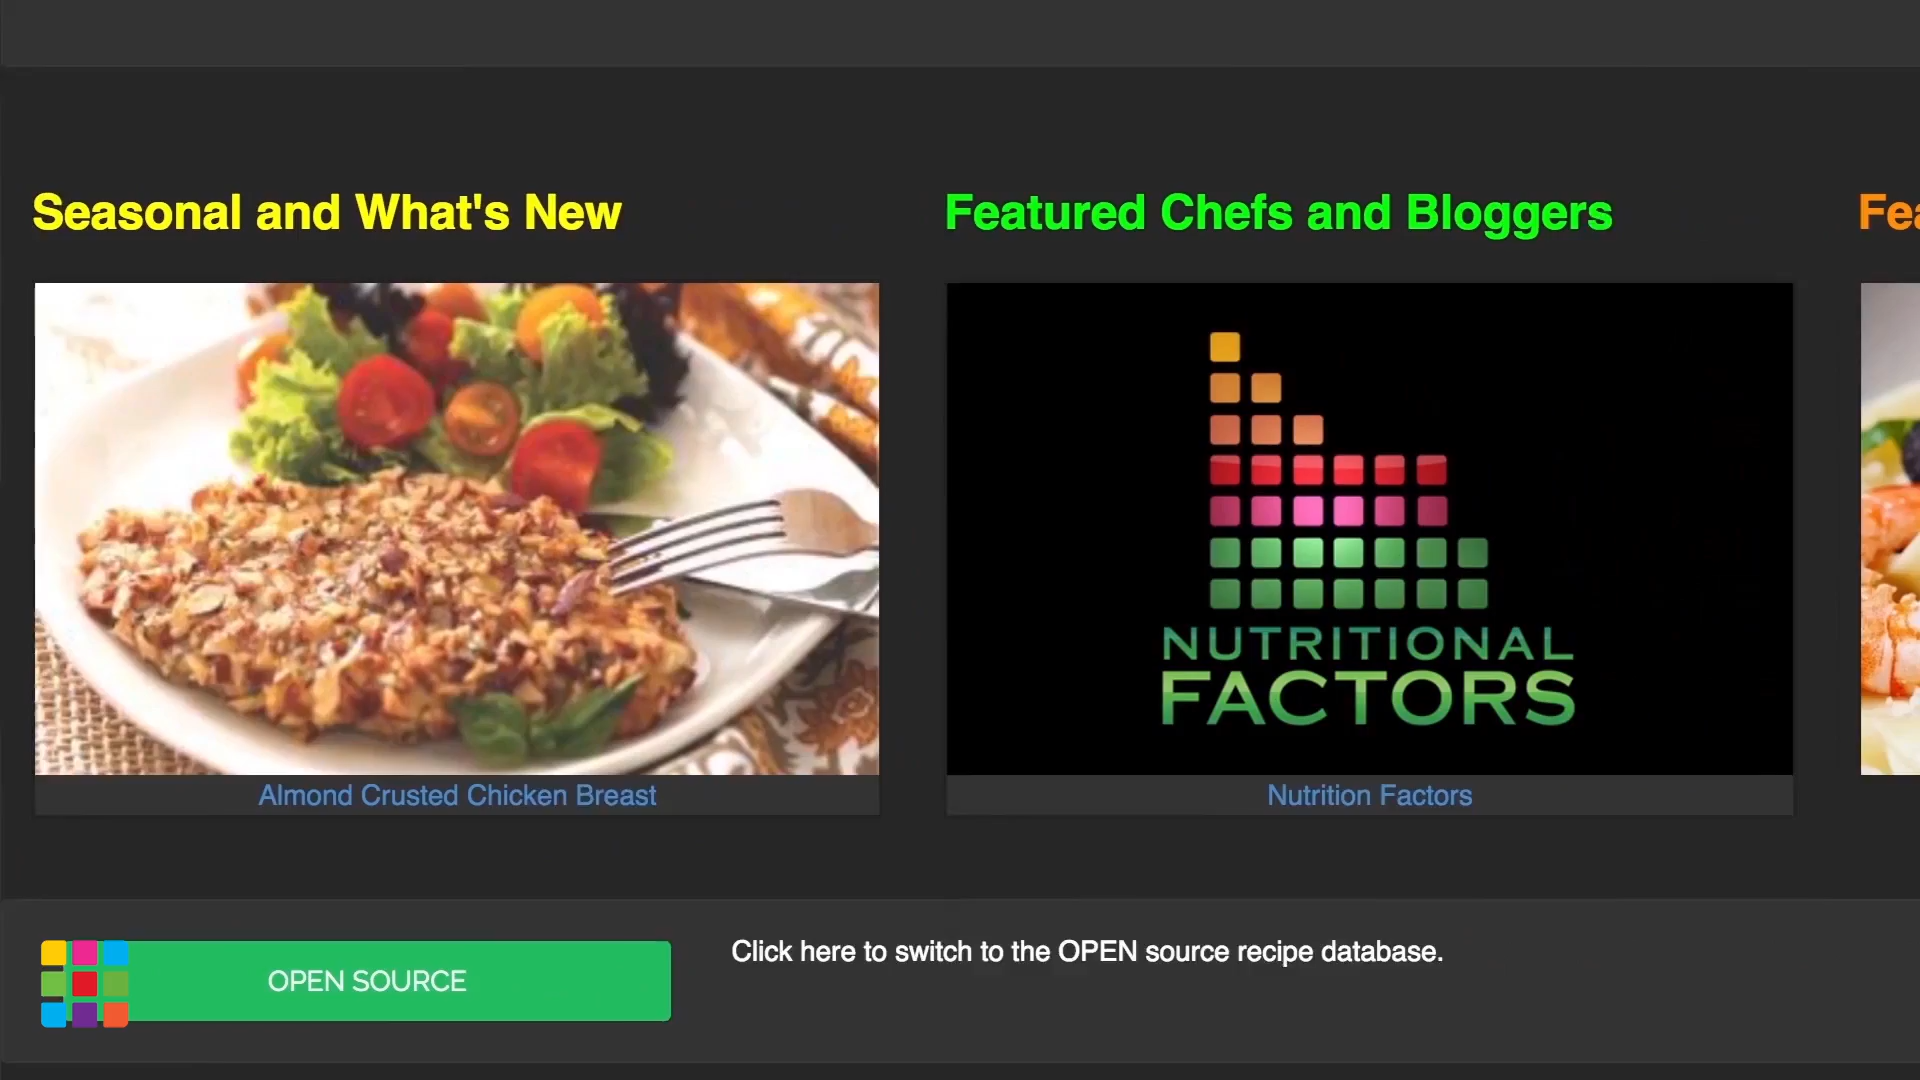 Seasonal and What's New
Featured Chefs and Bloggers
Fea
NUTRITIONAL
FACTORS
Almond Crusted Chicken Breast
Nutrition Factors
OPEN SOURCE
Click here to switch to the OPEN source recipe database.